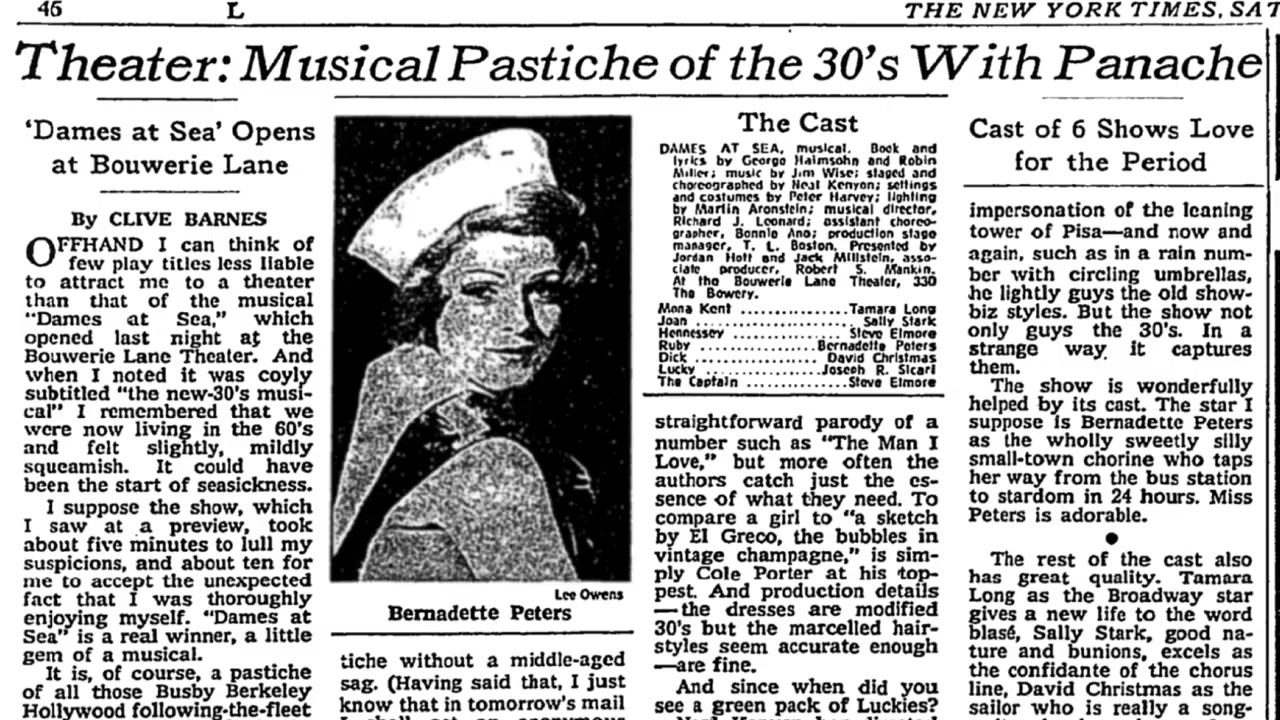 46
L
THE NEW YORK TIMES, SAT
Theater: Musical Pastiche of the 30's With Panache
'Dames at Sea' Opens
at Bouwerie Lane
By CLIVE BARNES
OFFHAND I can think of
few play titles less liable
to attract me to a theater
than that of the musical
"Dames at Sea," which
opened last night at the
Bouwerie Lane Theater. And
when I noted it was coyly
subtitled "the new-30's musi-
cal" I remembered that we
were now living in the 60's
and felt slightly, mildly
squeamish. It could have
been the start of seasickness.
I suppose the show, which
I saw at a preview, took
about five minutes to lull my
suspicions, and about ten for
me to accept the unexpected
fact that I was thoroughly
enjoying myself. "Dames at
Sea" is a real winner, a little
gem of a musical.
It is, of course, a pastiche
of all those Busby Berkeley
Hollywood following-the-fleet
Lee Owens
Bernadette Peters
tiche without a middle-aged
sag. (Having said that, I just
know that in tomorrow's mail
I shall get an anonymous
The Cast
DAMES AT SEA, musical. Book and
lyrics by George Haimsohn and Robin
Miller; music by Jim Wise; staged and
choreographed by Neal Kenyon; settings
and costumes by Peter Harvey; lighting
by Martin Aronstein; musical director,
Richard J. Leonard; assistant choreo-
grapher, Bonnie Ano; production stage
manager, T. L. Boston. Presented by
Jordan Hott and Jack Millstein, asso-
ciate producer, Robert S. Mankin.
At the Bouwerie Lane Theater, 330
The Bowery.
Mona Kent ................Tamara Long
Joan ........................ Sally Stark
Hennessey ................. Steve Elmore
Ruby .................Bernadette Peters
Dick ................... David Christmas
Lucky .................Joseph R. Sicari
The Captain ..............Steve Elmore
straightforward parody of a
number such as "The Man I
Love," but more often the
authors catch just the es-
sence of what they need. To
compare a girl to "a sketch
by El Greco, the bubbles in
vintage champagne," is sim-
ply Cole Porter at his top-
pest. And production details
—the dresses are modified
30's but the marcelled hair-
styles seem accurate enough
—are fine.
And since when did you
see a green pack of Luckies?
Neal Kenyon has directed
Cast of 6 Shows Love
for the Period
impersonation of the leaning
tower of Pisa—and now and
again, such as in a rain num-
ber with circling umbrellas,
he lightly guys the old show-
biz styles. But the show not
only guys the 30's. In a
strange way it captures
them.
The show is wonderfully
helped by its cast. The star I
suppose is Bernadette Peters
as the wholly sweetly silly
small-town chorine who taps
her way from the bus station
to stardom in 24 hours. Miss
Peters is adorable.
The rest of the cast also
has great quality. Tamara
Long as the Broadway star
gives a new life to the word
blasé, Sally Stark, good na-
ture and bunions, excels as
the confidante of the chorus
line, David Christmas as the
sailor who is really a song-